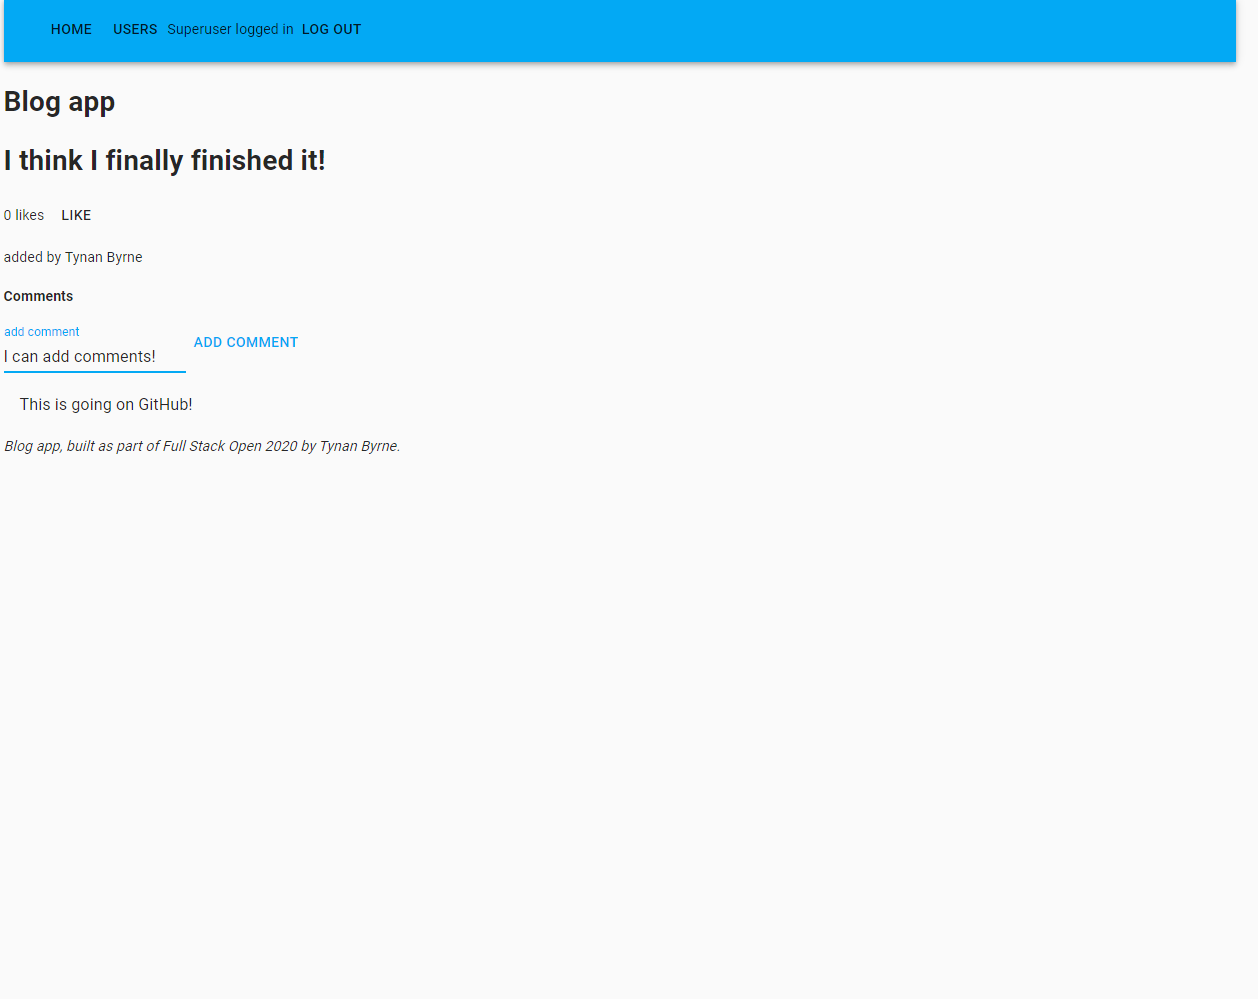 HOME USERS Superuser logged in LOG OUT
Blog app
I think I finally finished it!
0 likes LIKE
added by Tynan Byrne
Comments
add comment
I can add comments! ADD COMMENT
This is going on GitHub!
Blog app, built as part of Full Stack Open 2020 by Tynan Byrne.